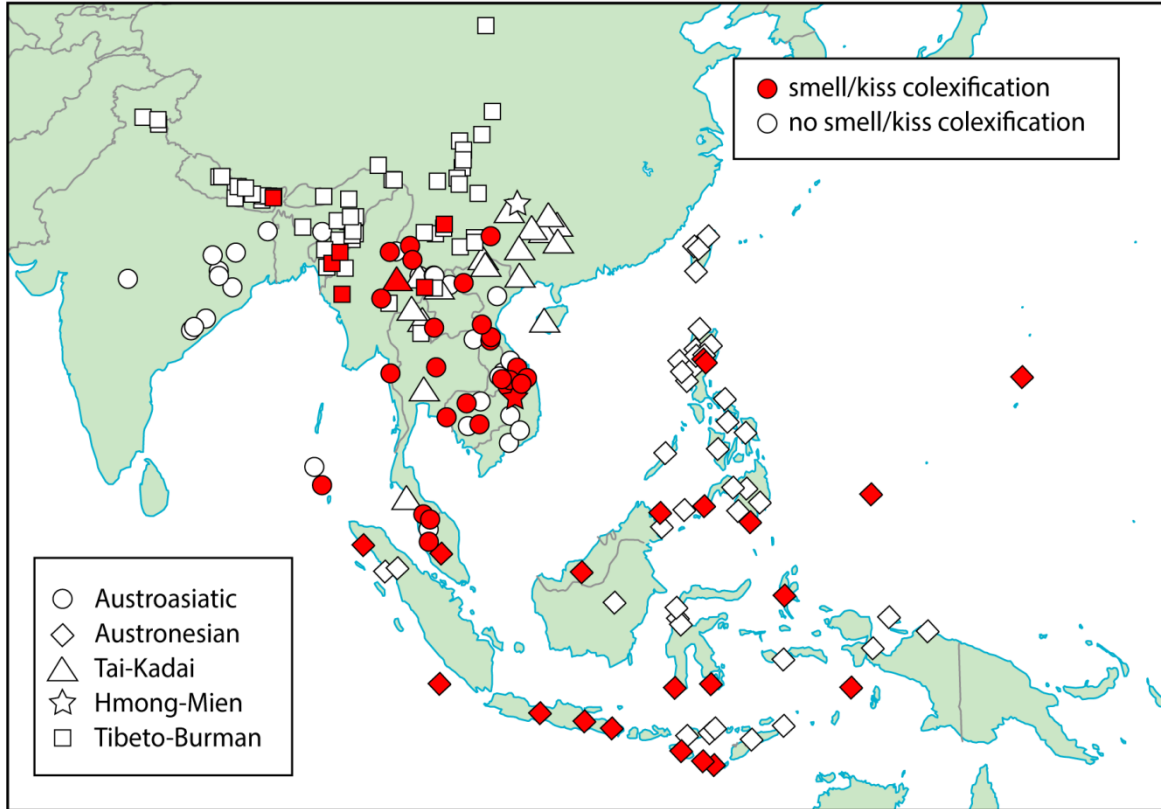 smell/kiss colexification
no smell/kiss colexification
Austroasiatic
Austronesian
Tai-Kadai
Hmong-Mien
Tibeto-Burman